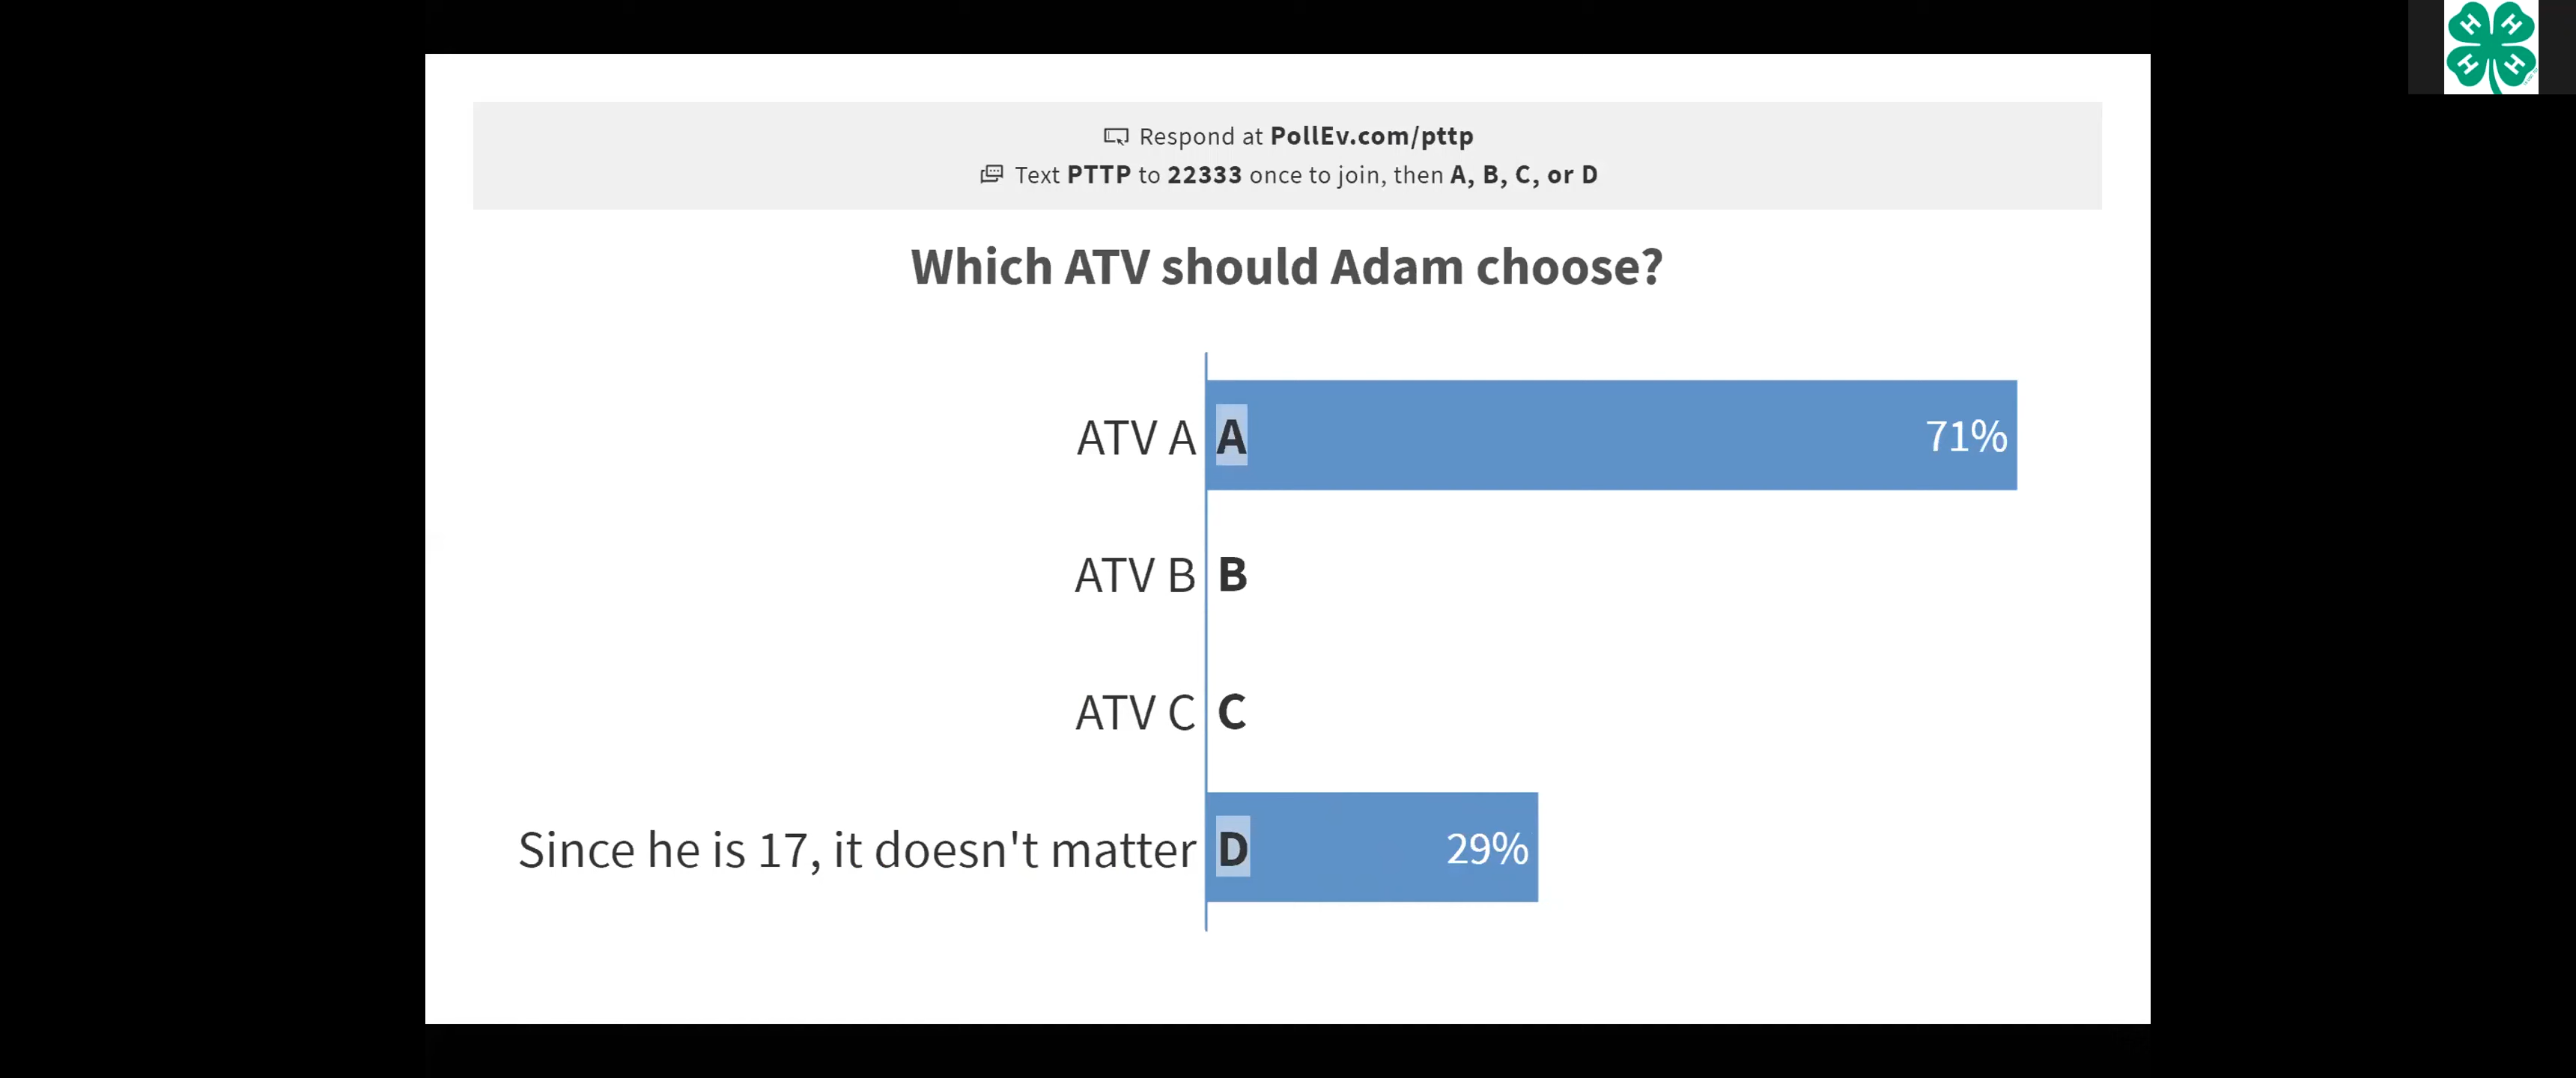 Respond at PollEv.com/pttp
Text PTTP to 22333 once to join, then A, B, C, or D
Which ATV should Adam choose?
ATV A A 71%
ATV B B
ATV C C
Since he is 17, it doesn't matter D 29%
H H
H H